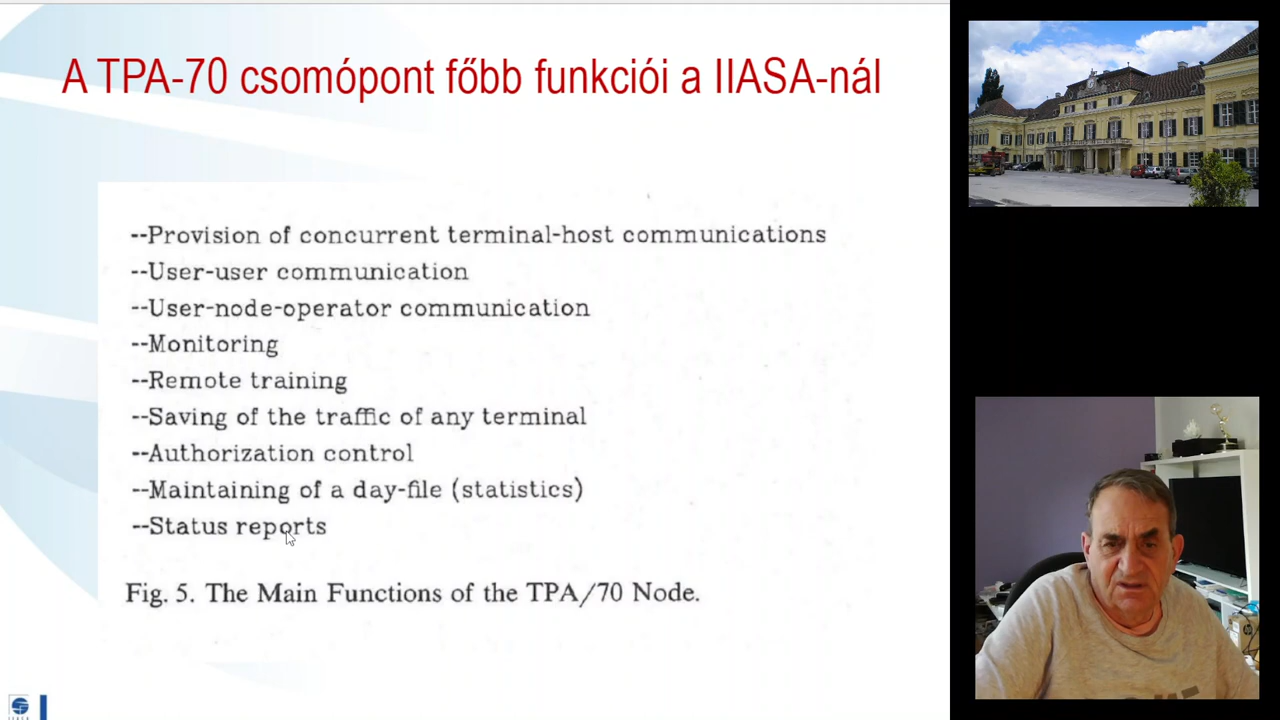 A TPA-70 csomópont főbb funkciói a IIASA-nál
--Provision of concurrent terminal-host communications
--User-user communication
--User-node-operator communication
--Monitoring
--Remote training
--Saving of the traffic of any terminal
--Authorization control
--Maintaining of a day-file (statistics)
--Status reports
Fig. 5. The Main Functions of the TPA/70 Node.